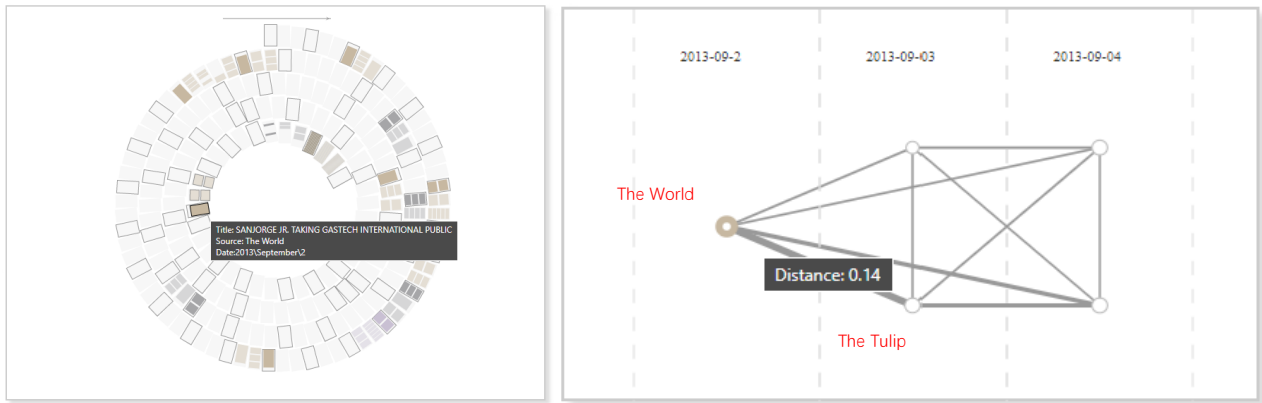 Title: SANJORGE JR. TAKING GASTECH INTERNATIONAL PUBLIC
Source: The World
Date:2013\September\2
2013-09-2
2013-09-03
2013-09-04
The World
Distance: 0.14
The Tulip